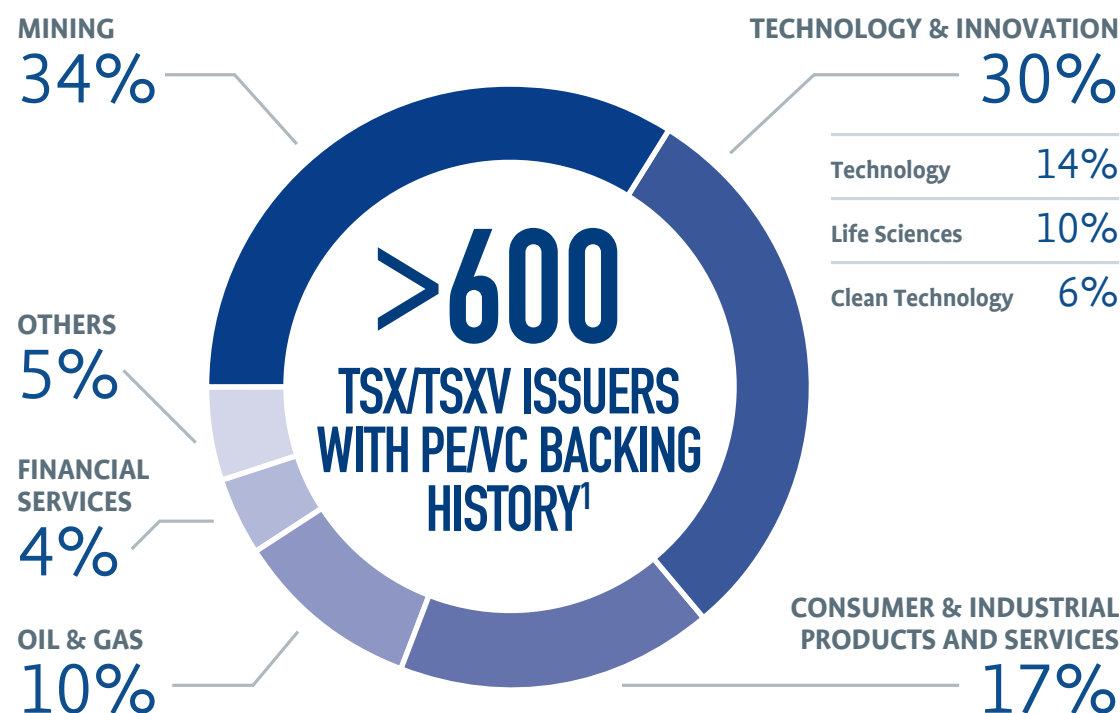 MINING
34%
TECHNOLOGY & INNOVATION
30%
Technology 14%
Life Sciences 10%
Clean Technology 6%
>600
TSX/TSXV ISSUERS
WITH PE/VC BACKING
HISTORY¹
OTHERS
5%
FINANCIAL
SERVICES
4%
OIL & GAS
10%
CONSUMER & INDUSTRIAL
PRODUCTS AND SERVICES
17%